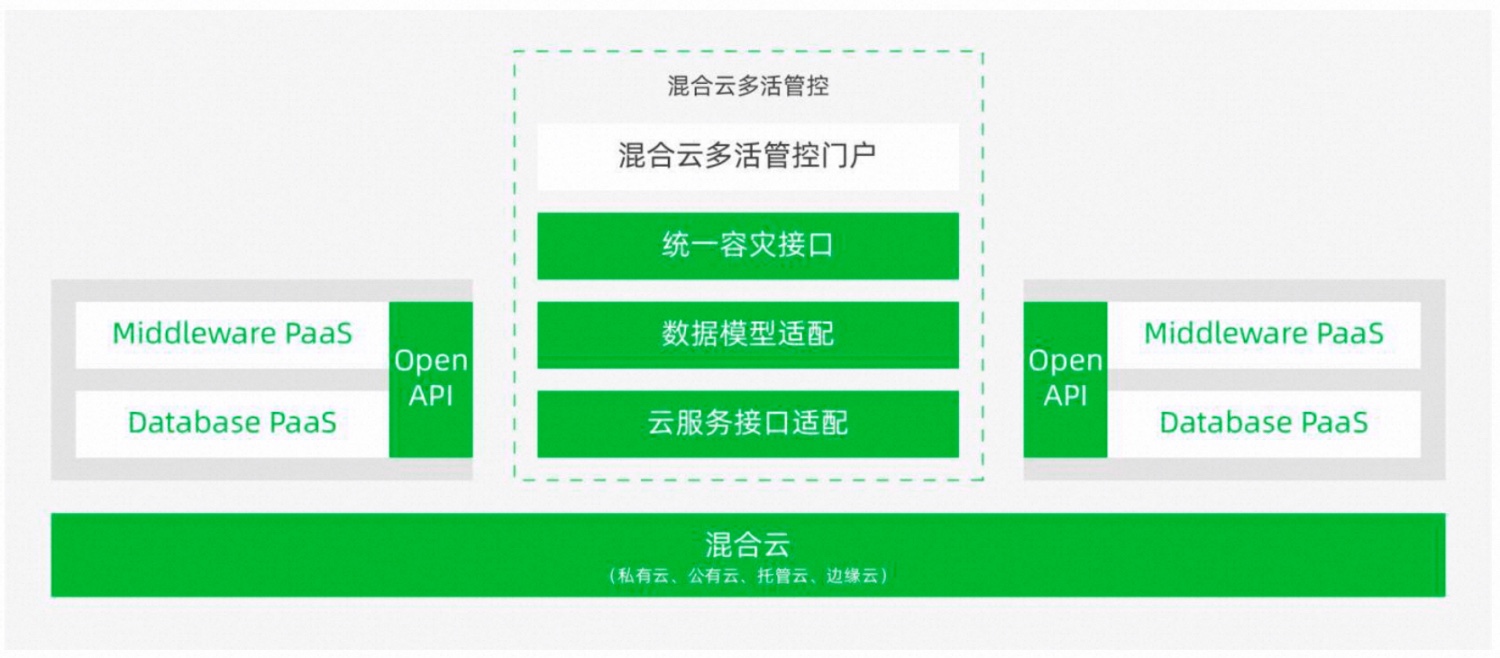 混合云多活管控
混合云多活管控门户
统一容灾接口
数据模型适配
云服务接口适配
Middleware PaaS
Database PaaS
Open
API
Open
API
Middleware PaaS
Database PaaS
混合云
（私有云、公有云、托管云、边缘云）